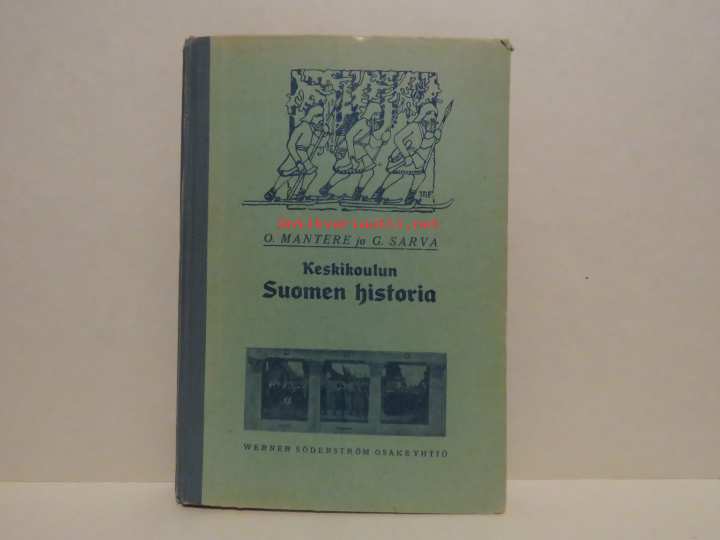 O. MANTERE ja G. SARVA
Keskikoulun
Suomen historia
WERNER SÖDERSTRÖM OSAKEYHTIÖ